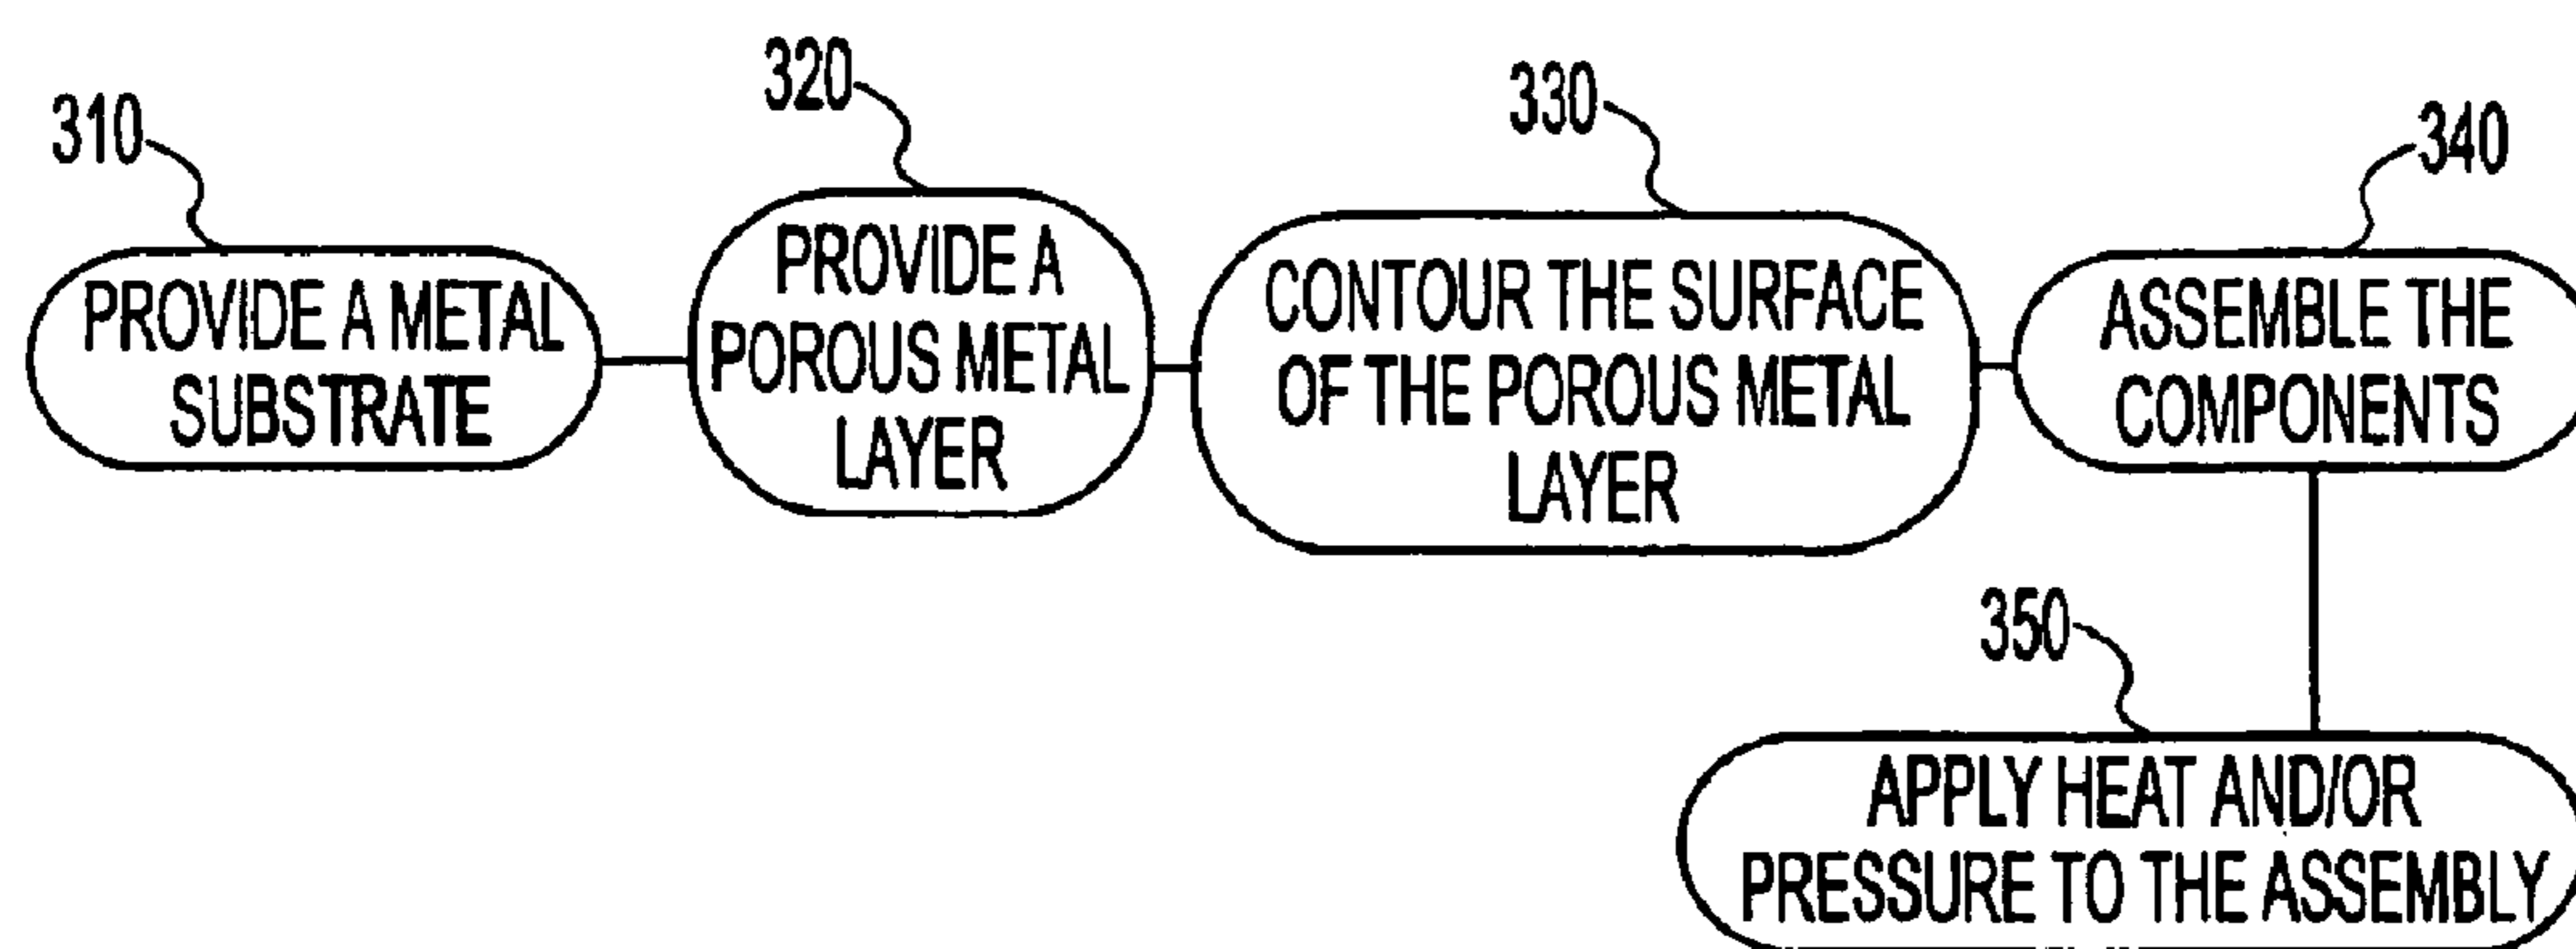 310
PROVIDE A METAL
SUBSTRATE
320
PROVIDE A
POROUS METAL
LAYER
330
CONTOUR THE SURFACE
OF THE POROUS METAL
LAYER
340
ASSEMBLE THE
COMPONENTS
350
APPLY HEAT AND/OR
PRESSURE TO THE ASSEMBLY